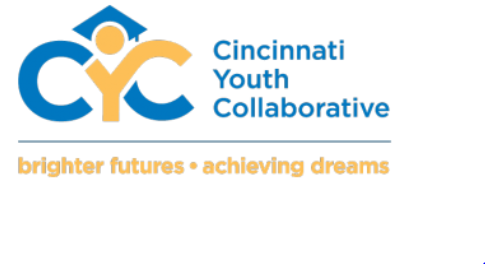 CYC
Cincinnati
Youth
Collaborative
brighter futures • achieving dreams